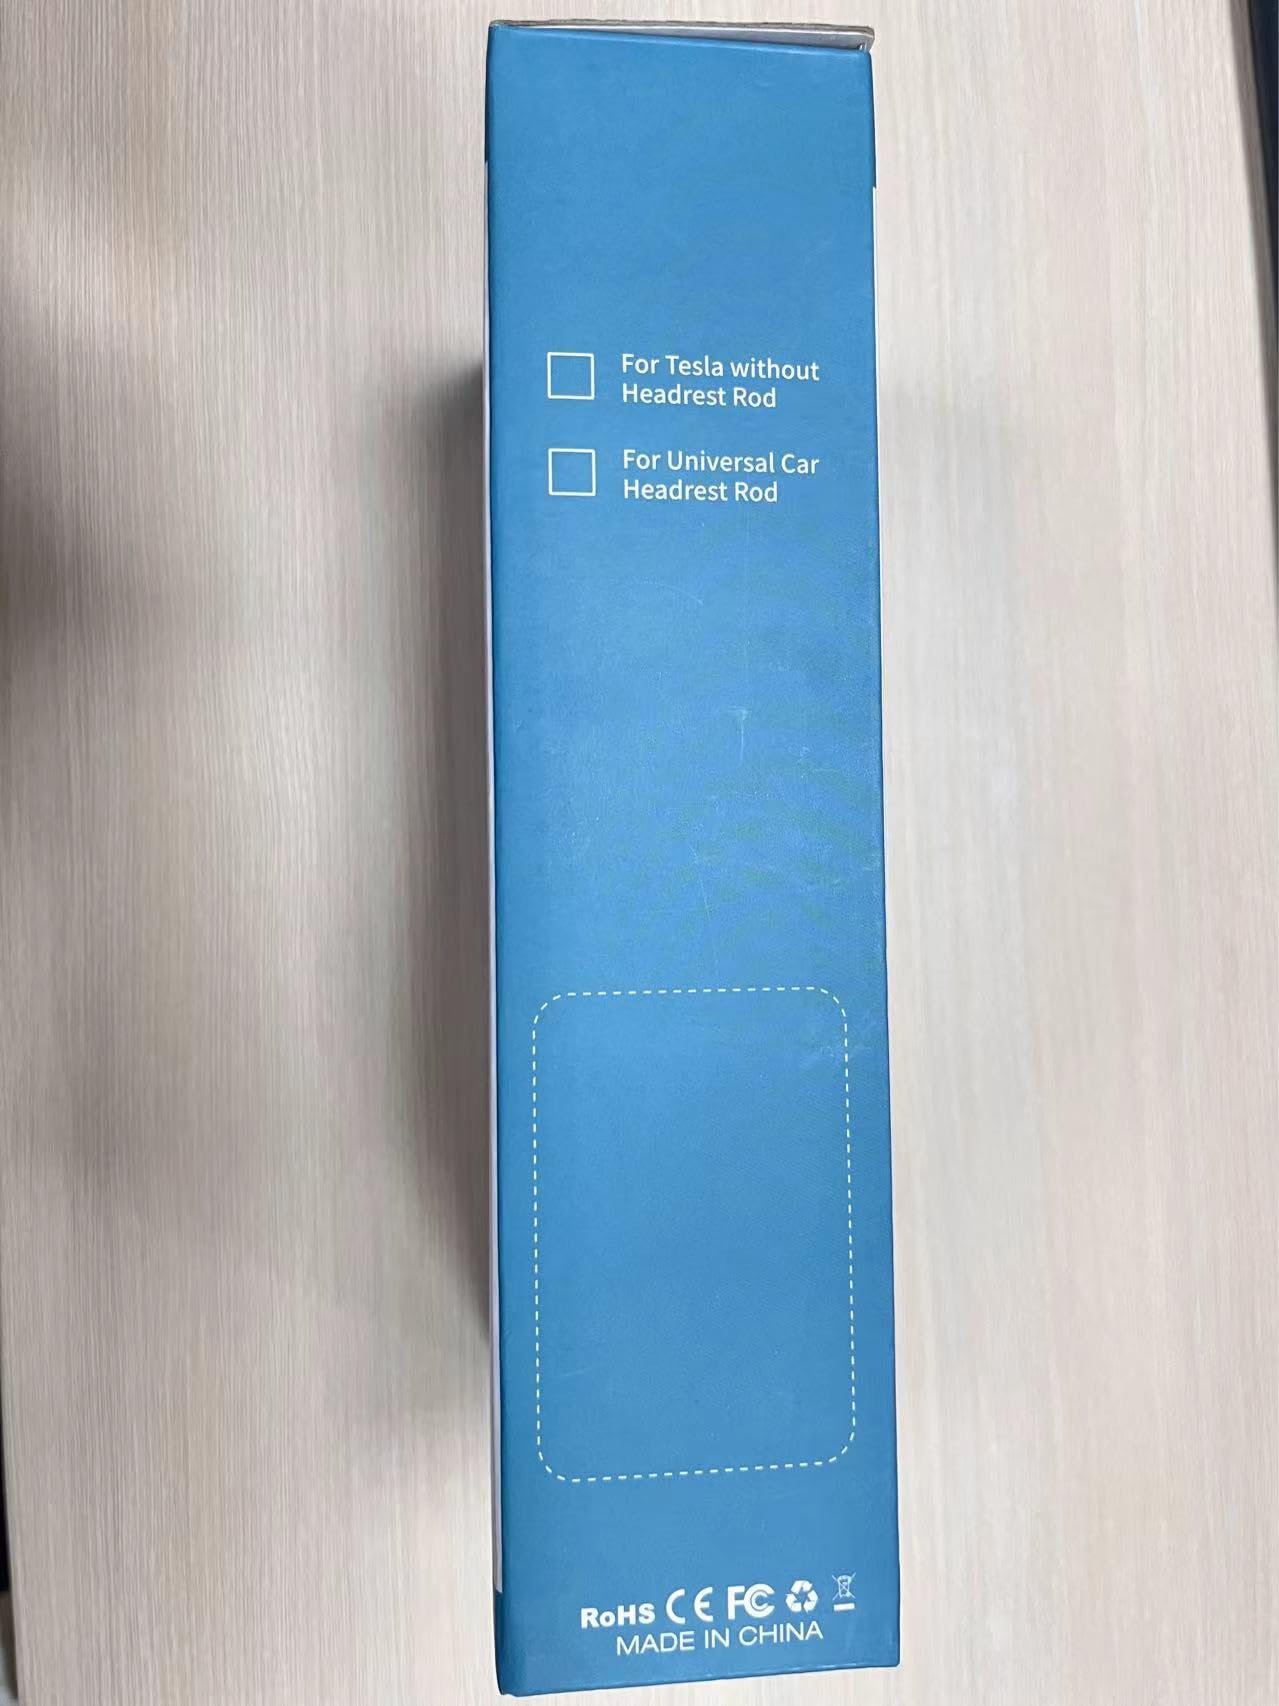 For Tesla without
Headrest Rod
For Universal Car
Headrest Rod
RoHS CE FC
MADE IN CHINA